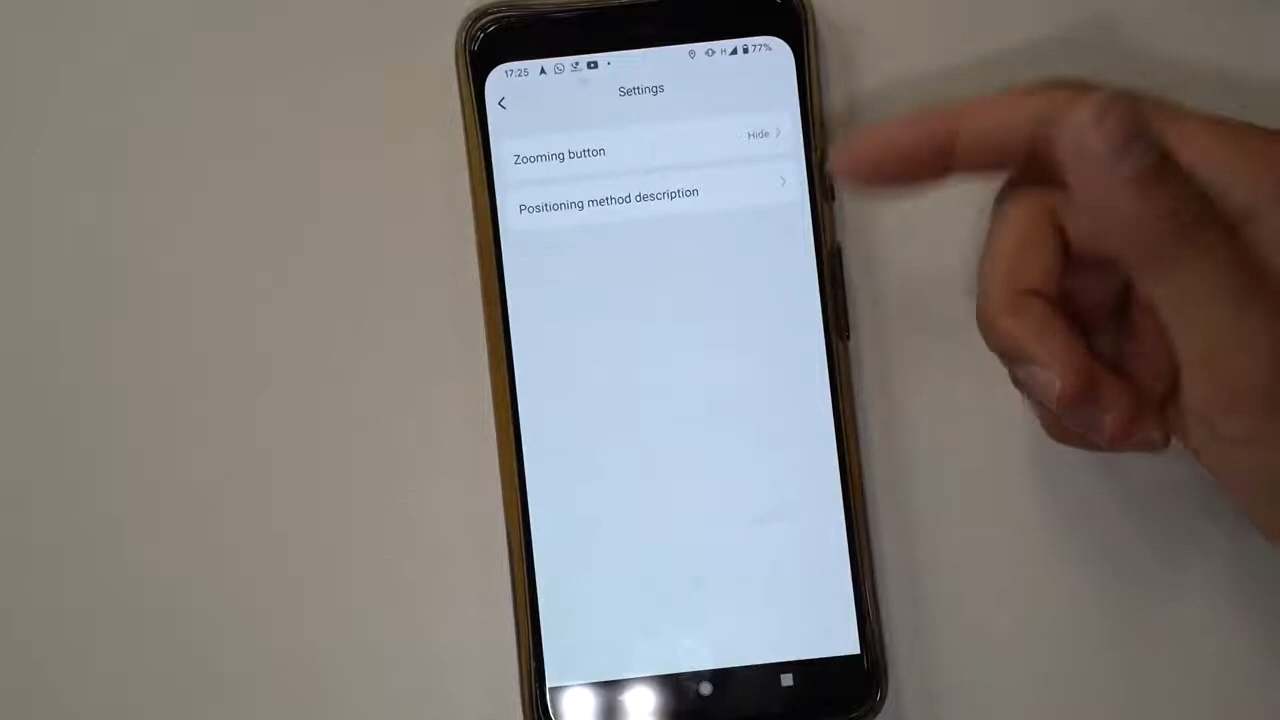 17:25
H 77%
Settings
Zooming button Hide
Positioning method description